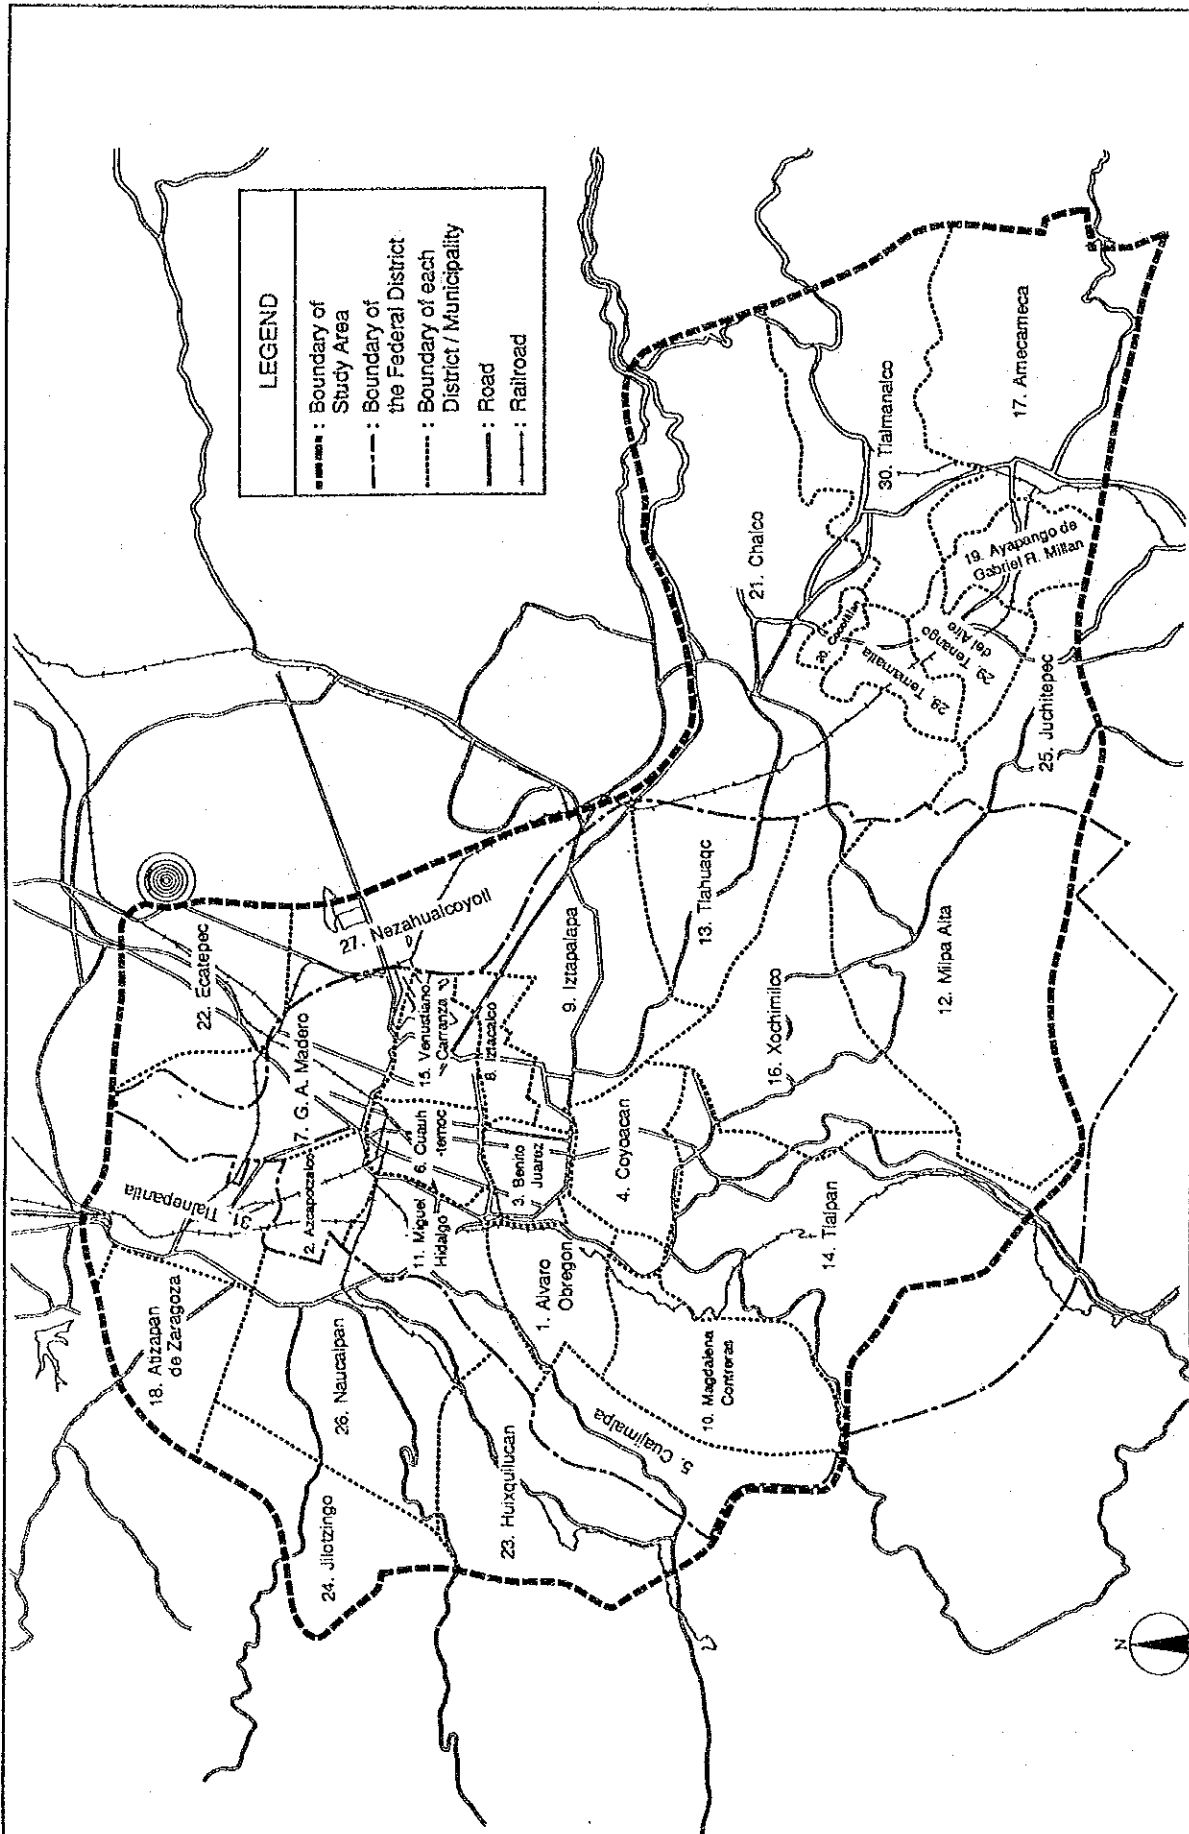 LEGEND
: Boundary of
Study Area
: Boundary of
the Federal District
: Boundary of each
District / Municipality
: Road
: Railroad
22. Ecatepec
27. Nezahualcoyotl
7. G. A. Madero
31. Tlalnepantla
2. Azcapotzalco
18. Atizapan
de Zaragoza
26. Naucalpan
24. Jilotzingo
23. Huixquilucan
15. Venustiano
Carranza
6. Cuauh
-temoc
11. Miguel
Hidalgo
8. Iztacalco
3. Benito
Juarez
9. Iztapalapa
4. Coyoacan
1. Alvaro
Obregon
5. Cuajimalpa
10. Magdalena
Contreras
13. Tlahuaqc
16. Xochimilco
14. Tlalpan
12. Milpa Alta
21. Chalco
20. Cocotitlan
28. Temamatla
29. Tenango
del Aire
19. Ayapango de
Gabriel R. Millan
30. Tlalmanalco
17. Amecameca
25. Juchitepec
N